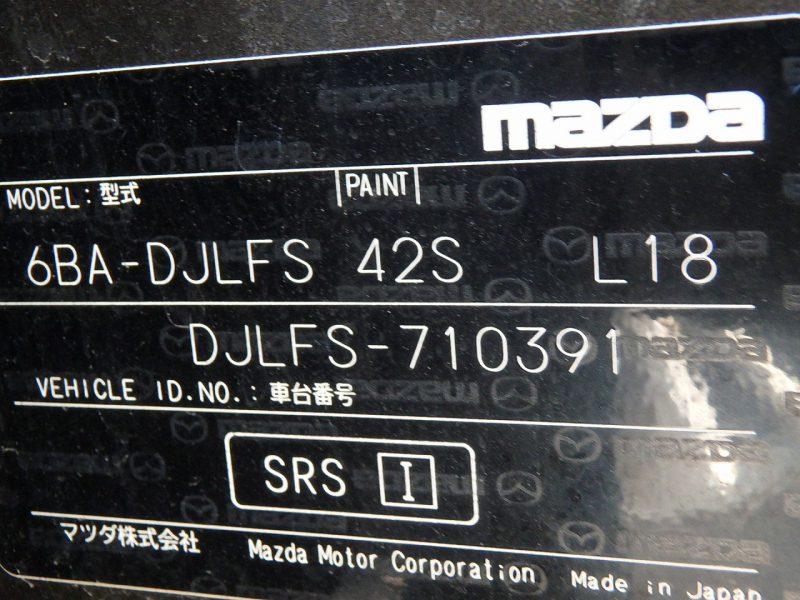 mazda
MODEL：型式 PAINT
6BA-DJLFS 42S L18
DJLFS-710391
VEHICLE ID.NO.：車台番号
SRS I
マツダ株式会社 Mazda Motor Corporation Made in Japan